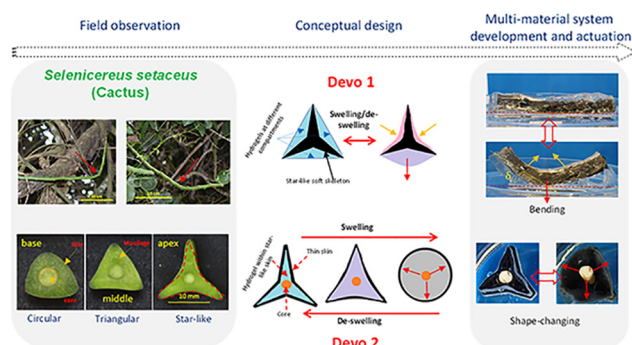 Field observation
Conceptual design
Multi-material system
development and actuation
Selenicereus setaceus
(Cactus)
Devo 1
Hydrogels at different
compartments
Swelling/de-
swelling
Star-like soft skeleton
Bending
base
middle
apex
10 mm
Circular
Triangular
Star-like
Swelling
Hydrogel within star-
like skin
Thin skin
Core
De-swelling
Devo 2
Shape-changing